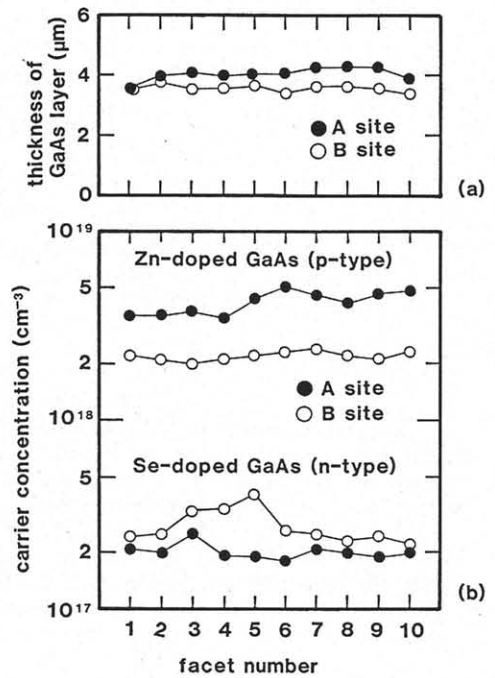 6
4
2
0
thickness of
GaAs layer (μm)
A site
B site
(a)
10¹⁹
5
2
10¹⁸
5
2
10¹⁷
carrier concentration (cm⁻³)
Zn-doped GaAs (p-type)
A site
B site
Se-doped GaAs (n-type)
(b)
1 2 3 4 5 6 7 8 9 10
facet number